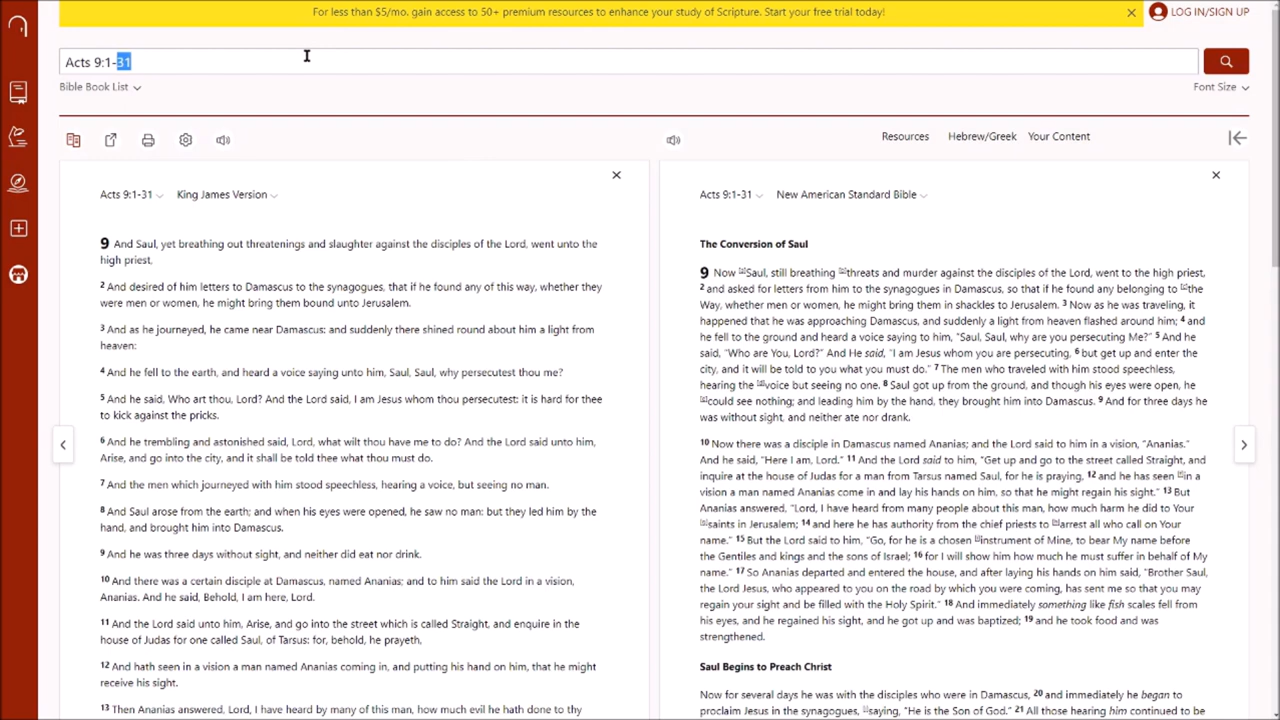 For less than $5/mo. gain access to 50+ premium resources to enhance your study of Scripture. Start your free trial today!
LOG IN/SIGN UP
Acts 9:1-31
Bible Book List
Font Size
Resources Hebrew/Greek Your Content
Acts 9:1-31 King James Version
9 And Saul, yet breathing out threatenings and slaughter against the disciples of the Lord, went unto the
high priest,
2 And desired of him letters to Damascus to the synagogues, that if he found any of this way, whether they
were men or women, he might bring them bound unto Jerusalem.
3 And as he journeyed, he came near Damascus: and suddenly there shined round about him a light from
heaven:
4 And he fell to the earth, and heard a voice saying unto him, Saul, Saul, why persecutest thou me?
5 And he said, Who art thou, Lord? And the Lord said, I am Jesus whom thou persecutest: it is hard for thee
to kick against the pricks.
6 And he trembling and astonished said, Lord, what wilt thou have me to do? And the Lord said unto him,
Arise, and go into the city, and it shall be told thee what thou must do.
7 And the men which journeyed with him stood speechless, hearing a voice, but seeing no man.
8 And Saul arose from the earth; and when his eyes were opened, he saw no man: but they led him by the
hand, and brought him into Damascus.
9 And he was three days without sight, and neither did eat nor drink.
10 And there was a certain disciple at Damascus, named Ananias; and to him said the Lord in a vision,
Ananias. And he said, Behold, I am here, Lord.
11 And the Lord said unto him, Arise, and go into the street which is called Straight, and enquire in the
house of Judas for one called Saul, of Tarsus: for, behold, he prayeth,
12 And hath seen in a vision a man named Ananias coming in, and putting his hand on him, that he might
receive his sight.
13 Then Ananias answered, Lord, I have heard by many of this man, how much evil he hath done to thy
Acts 9:1-31 New American Standard Bible
The Conversion of Saul
9 Now [a]Saul, still breathing [b]threats and murder against the disciples of the Lord, went to the high priest,
2 and asked for letters from him to the synagogues in Damascus, so that if he found any belonging to [c]the
Way, whether men or women, he might bring them in shackles to Jerusalem. 3 Now as he was traveling, it
happened that he was approaching Damascus, and suddenly a light from heaven flashed around him; 4 and
he fell to the ground and heard a voice saying to him, “Saul, Saul, why are you persecuting Me?” 5 And he
said, “Who are You, Lord?” And He said, “I am Jesus whom you are persecuting, 6 but get up and enter the
city, and it will be told to you what you must do.” 7 The men who traveled with him stood speechless,
hearing the [d]voice but seeing no one. 8 Saul got up from the ground, and though his eyes were open, he
[e]could see nothing; and leading him by the hand, they brought him into Damascus. 9 And for three days he
was without sight, and neither ate nor drank.
10 Now there was a disciple in Damascus named Ananias; and the Lord said to him in a vision, “Ananias.”
And he said, “Here I am, Lord.” 11 And the Lord said to him, “Get up and go to the street called Straight, and
inquire at the house of Judas for a man from Tarsus named Saul, for he is praying, 12 and he has seen [f]in a
vision a man named Ananias come in and lay his hands on him, so that he might regain his sight.” 13 But
Ananias answered, “Lord, I have heard from many people about this man, how much harm he did to Your
[g]saints in Jerusalem; 14 and here he has authority from the chief priests to [h]arrest all who call on Your
name.” 15 But the Lord said to him, “Go, for he is a chosen [i]instrument of Mine, to bear My name before
the Gentiles and kings and the sons of Israel; 16 for I will show him how much he must suffer in behalf of My
name.” 17 So Ananias departed and entered the house, and after laying his hands on him said, “Brother Saul,
the Lord Jesus, who appeared to you on the road by which you were coming, has sent me so that you may
regain your sight and be filled with the Holy Spirit.” 18 And immediately something like fish scales fell from
his eyes, and he regained his sight, and he got up and was baptized; 19 and he took food and was
strengthened.
Saul Begins to Preach Christ
Now for several days he was with the disciples who were in Damascus, 20 and immediately he began to
proclaim Jesus in the synagogues, [j]saying, “He is the Son of God.” 21 All those hearing him continued to be